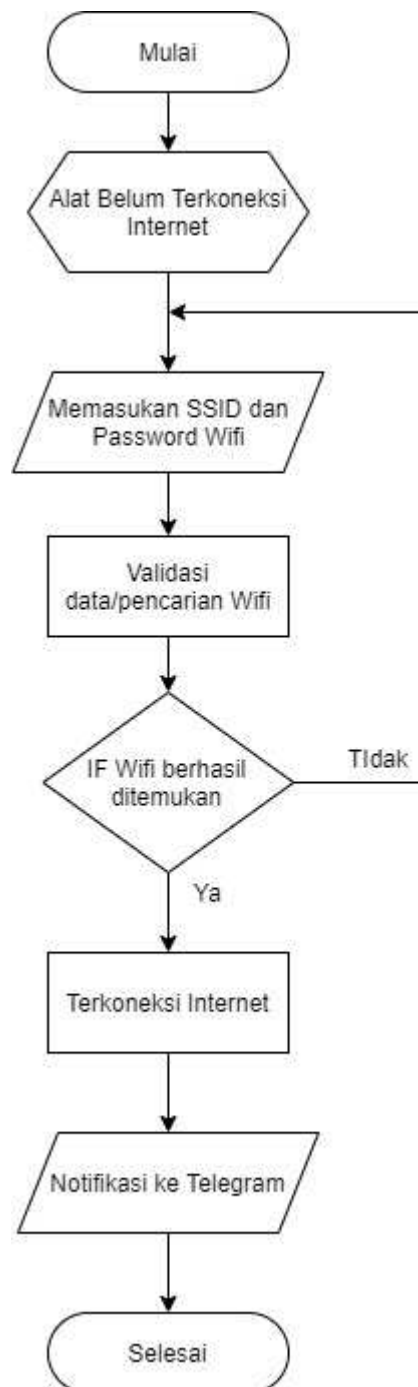 Mulai
Alat Belum Terkoneksi
Internet
Memasukan SSID dan
Password Wifi
Validasi
data/pencarian Wifi
IF Wifi berhasil
ditemukan
TIdak
Ya
Terkoneksi Internet
Notifikasi ke Telegram
Selesai